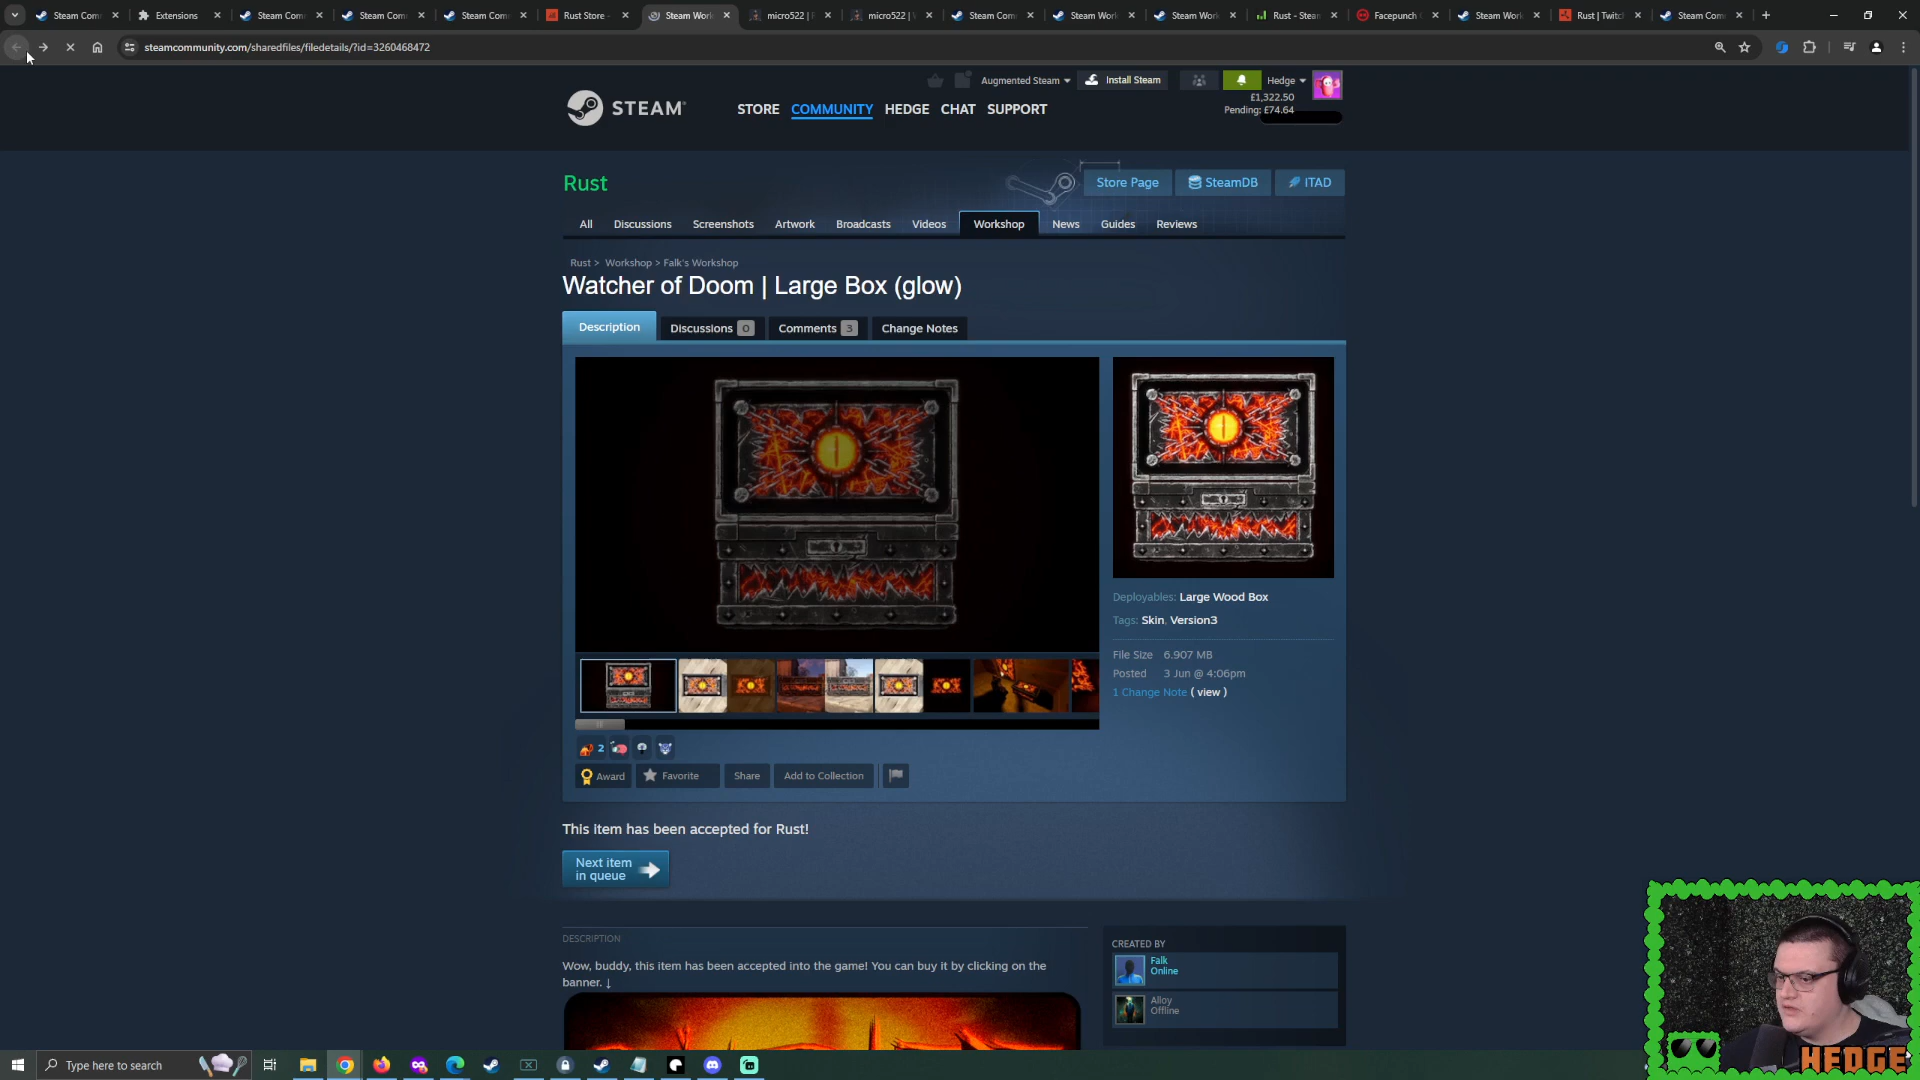 Steam Com
Extensions
Steam Com
Steam Com
Steam Com
Rust Store -
Steam Work
micro522 |
micro522 |
Steam Com
Steam Work
Steam Work
Rust - Steam
Facepunch
Steam Work
Rust | Twitch
Steam Com
steamcommunity.com/sharedfiles/filedetails/?id=3260468472
Augmented Steam
Install Steam
Hedge
£1,322.50
Pending: £74.64
STEAM
STORE
COMMUNITY
HEDGE
CHAT
SUPPORT
Rust
Store Page
SteamDB
ITAD
All
Discussions
Screenshots
Artwork
Broadcasts
Videos
Workshop
News
Guides
Reviews
Rust > Workshop > Falk's Workshop
Watcher of Doom | Large Box (glow)
Description
Discussions 0
Comments 3
Change Notes
Deployables: Large Wood Box
Tags: Skin, Version3
File Size 6.907 MB
Posted 3 Jun @ 4:06pm
1 Change Note ( view )
2
Award
Favorite
Share
Add to Collection
This item has been accepted for Rust!
Next item
in queue
DESCRIPTION
Wow, buddy, this item has been accepted into the game! You can buy it by clicking on the
banner. ↓
CREATED BY
Falk
Online
Alloy
Offline
Type here to search
HEDGE